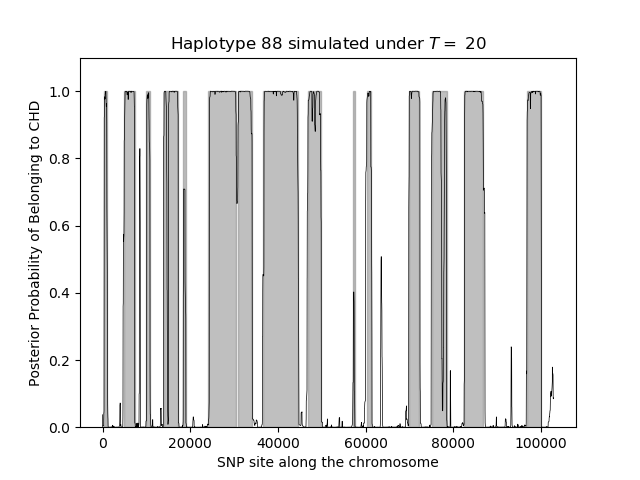 Haplotype 88 simulated under T = 20
Posterior Probability of Belonging to CHD
1.0
0.8
0.6
0.4
0.2
0.0
0 20000 40000 60000 80000 100000
SNP site along the chromosome